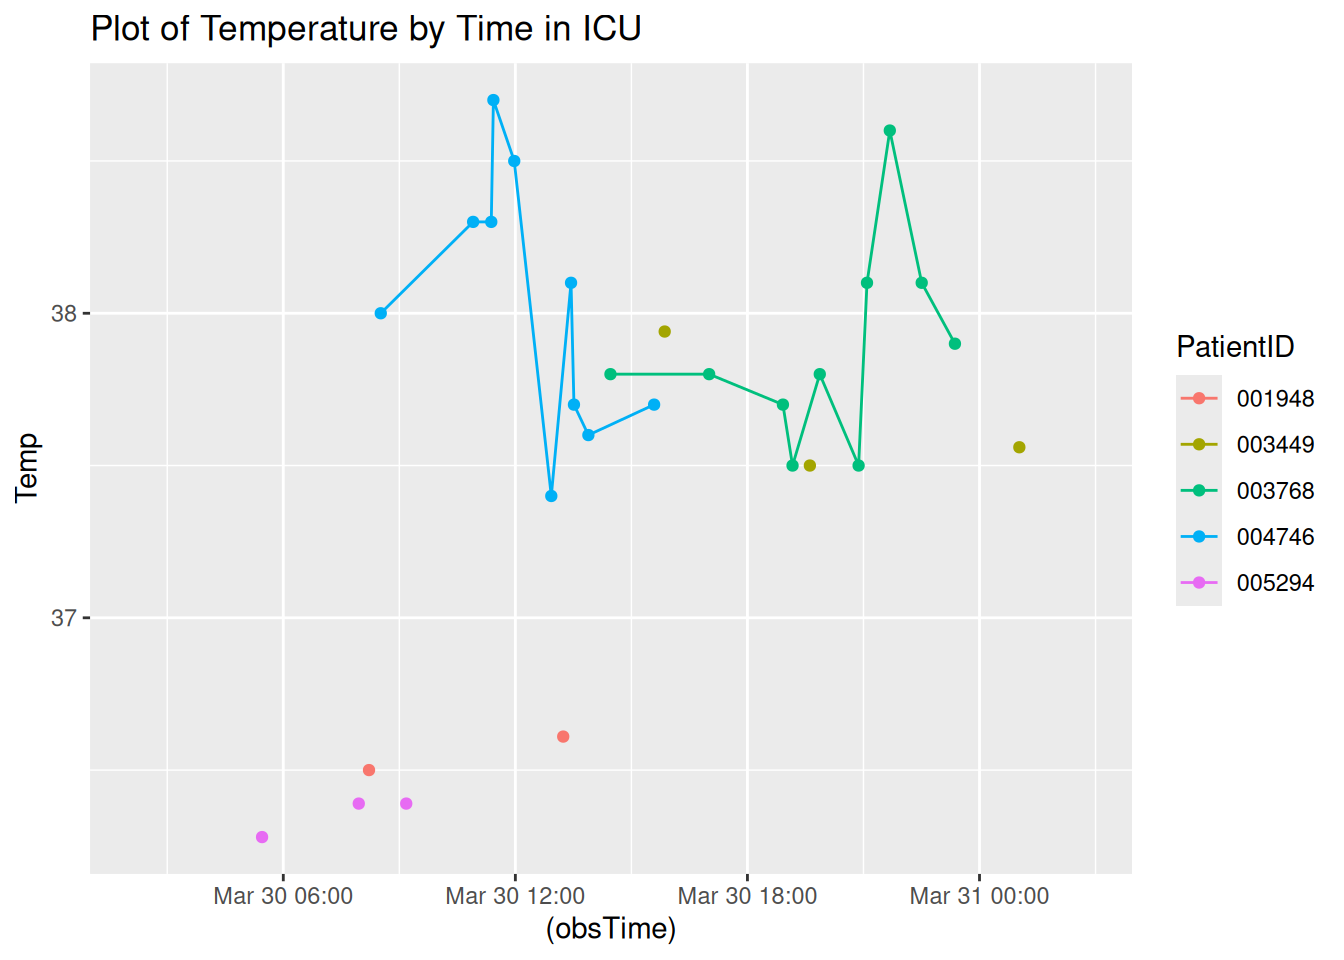 Plot of Temperature by Time in ICU
Temp
38
37
Mar 30 06:00
Mar 30 12:00
Mar 30 18:00
Mar 31 00:00
(obsTime)
PatientID
001948
003449
003768
004746
005294